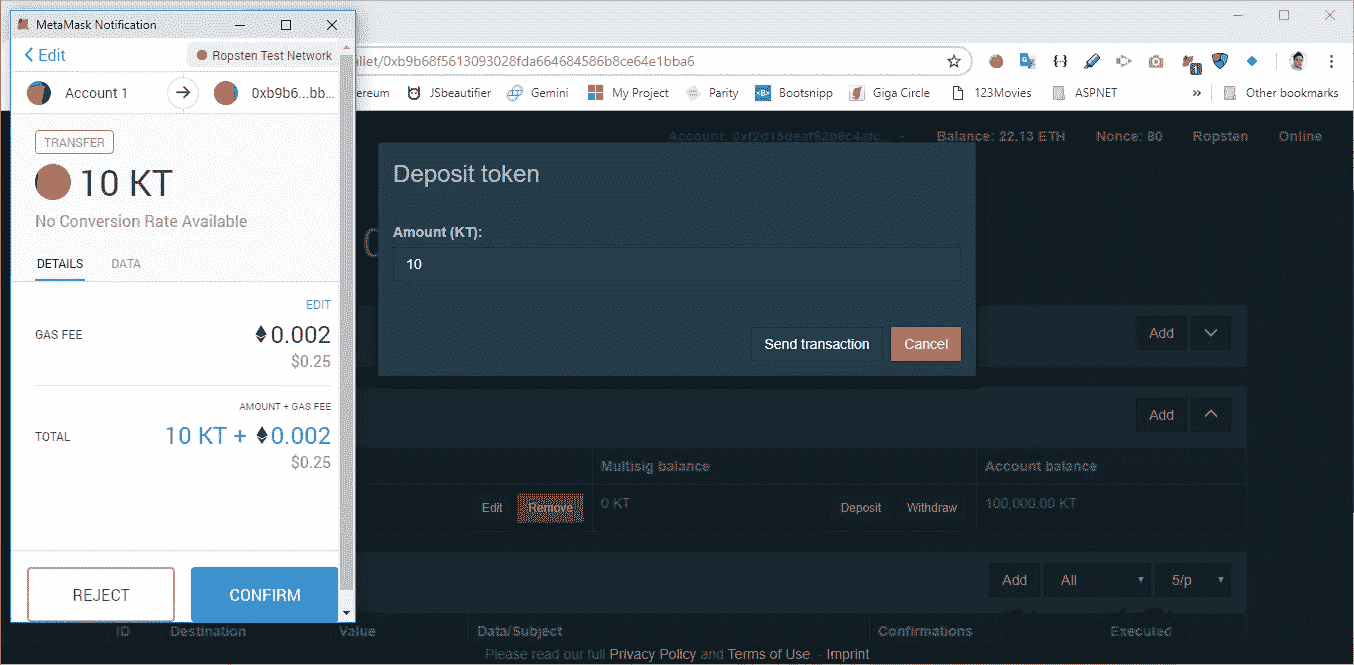 MetaMask Notification
Edit
Ropsten Test Network
Account 1
0xb9b6...bb...
TRANSFER
10 KT
No Conversion Rate Available
DETAILS DATA
EDIT
GAS FEE
0.002
$0.25
AMOUNT + GAS FEE
TOTAL
10 KT + 0.002
$0.25
REJECT CONFIRM
llet/0xb9b68f5613093028fda664684586b8ce64e1bba6
ereum JSbeautifier Gemini My Project Parity Bootsnipp Giga Circle 123Movies ASPNET » Other bookmarks
Account: 0xf2d15deaf62b8c4afc... - Balance: 22.13 ETH Nonce: 80 Ropsten Online
Deposit token
Amount (KT):
10
Send transaction Cancel
Add
Add
Multisig balance Account balance
Edit Remove 0 KT Deposit Withdraw 100,000.00 KT
Add All 5/p
ID Destination Value Data/Subject Confirmations Executed
Please read our full Privacy Policy and Terms of Use. - Imprint